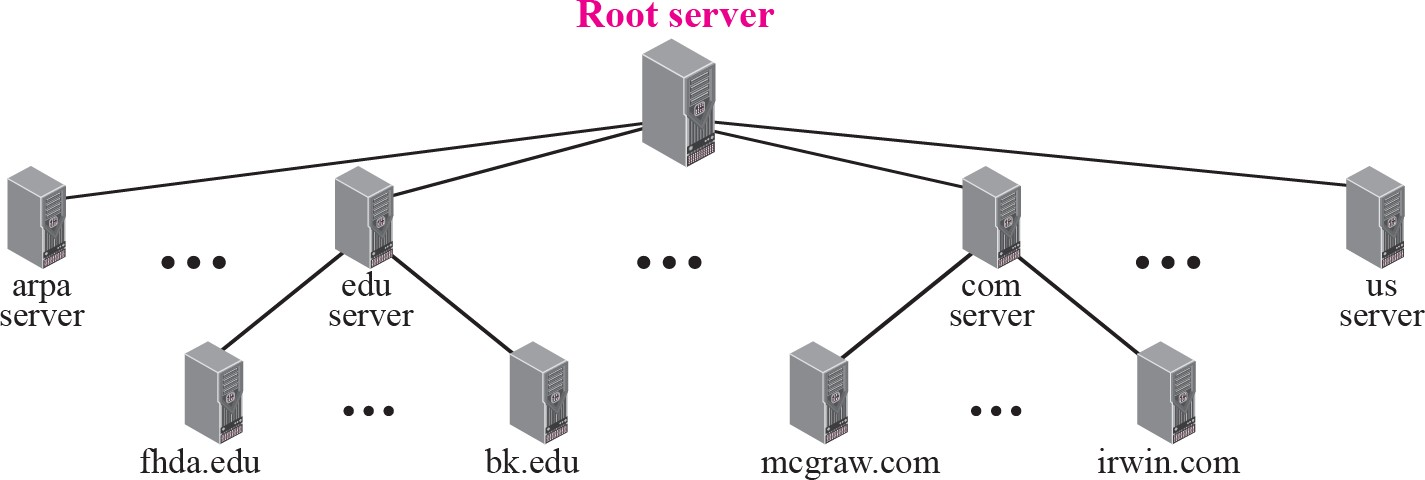 Root server
arpa
server
edu
server
com
server
us
server
fhda.edu
bk.edu
mcgraw.com
irwin.com